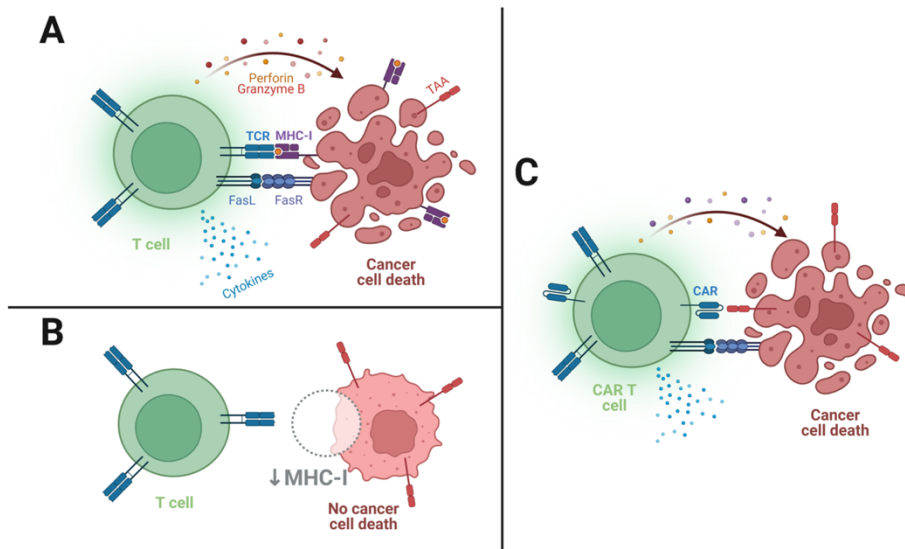 A
Perforin
Granzyme B
TAA
TCR MHC-I
FasL FasR
T cell
Cytokines
Cancer
cell death
B
↓MHC-I
T cell
No cancer
cell death
C
CAR
CAR T
cell
Cancer
cell death